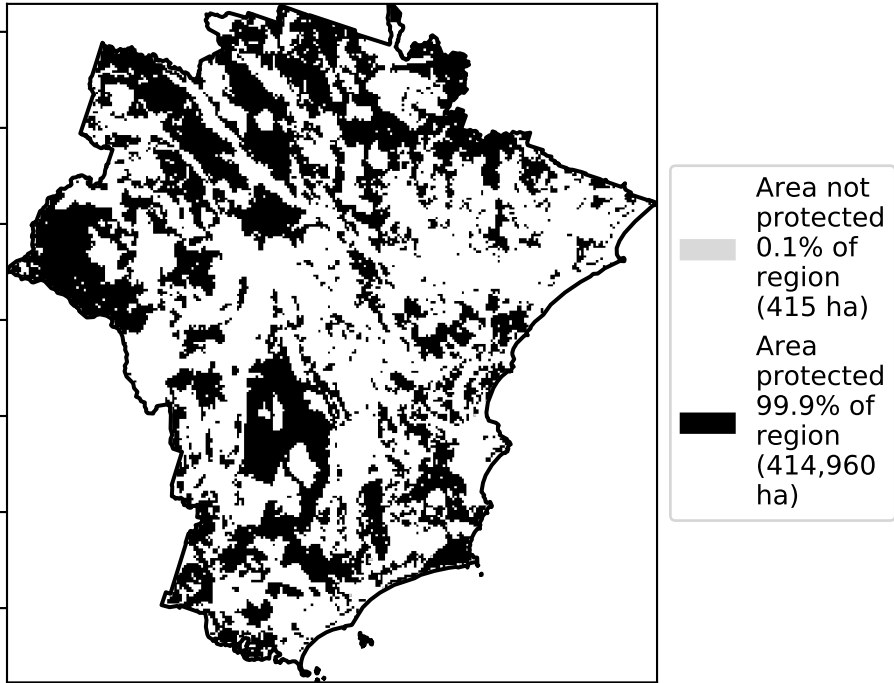 Area not
protected
0.1% of
region
(415 ha)
Area
protected
99.9% of
region
(414,960
ha)